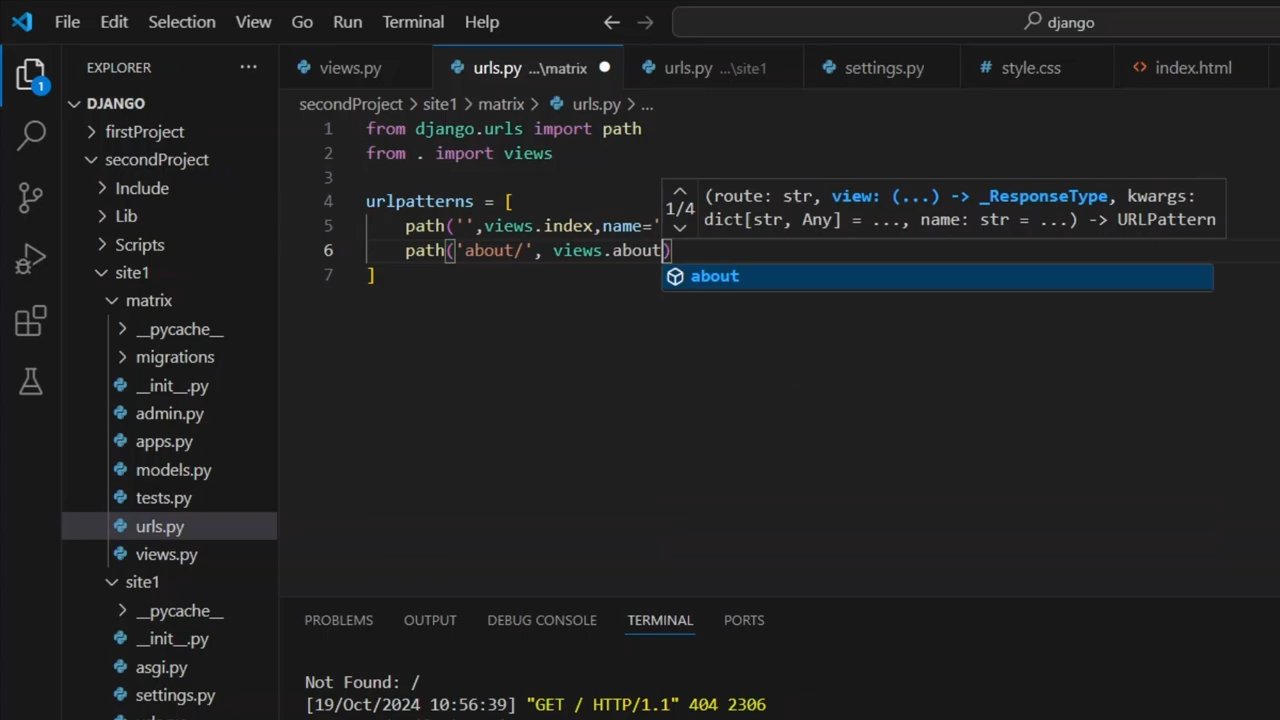 File Edit Selection View Go Run Terminal Help django
EXPLORER
views.py
urls.py ...\matrix
urls.py ...\site1
settings.py
style.css
index.html
1
DJANGO
firstProject
secondProject
Include
Lib
Scripts
site1
matrix
__pycache__
migrations
__init__.py
admin.py
apps.py
models.py
tests.py
urls.py
views.py
site1
__pycache__
__init__.py
asgi.py
settings.py
secondProject > site1 > matrix > urls.py > ...
1 from django.urls import path
2 from . import views
3
4 urlpatterns = [
5 path('',views.index,name='
6 path('about/', views.about)
7 ]
1/4
(route: str, view: (...) -> _ResponseType, kwargs:
dict[str, Any] = ..., name: str = ...) -> URLPattern
about
PROBLEMS OUTPUT DEBUG CONSOLE TERMINAL PORTS
Not Found: /
[19/Oct/2024 10:56:39] "GET / HTTP/1.1" 404 2306